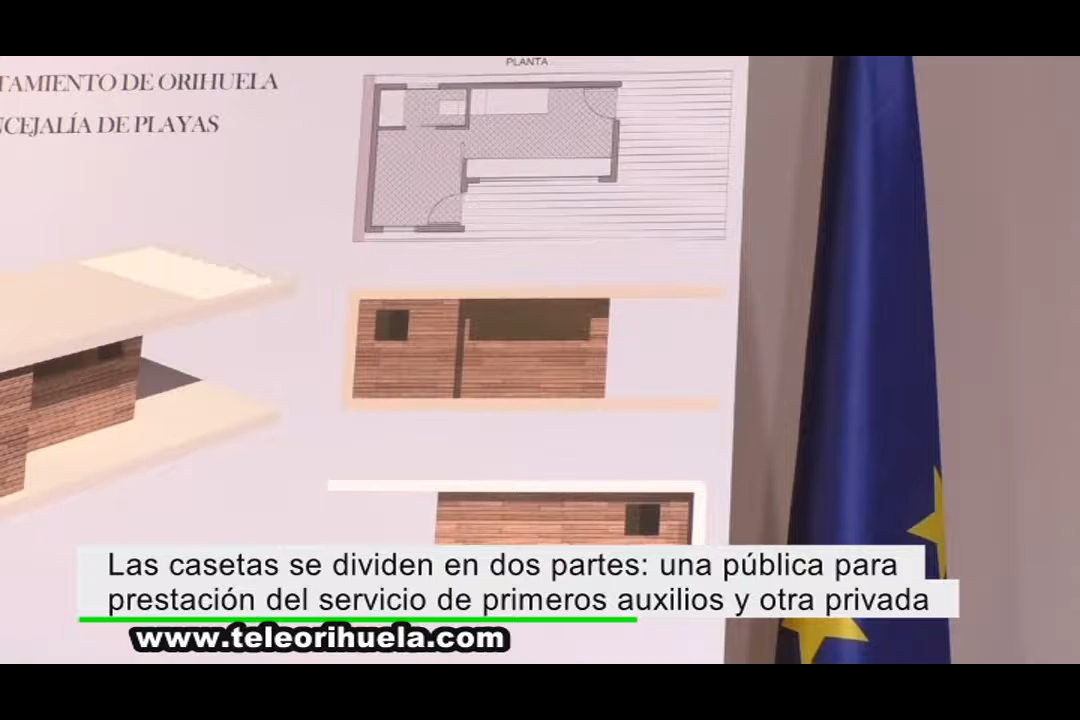 PLANTA
TAMIENTO DE ORIHUELA
NCEJALÍA DE PLAYAS
Las casetas se dividen en dos partes: una pública para
prestación del servicio de primeros auxilios y otra privada
www.teleorihuela.com